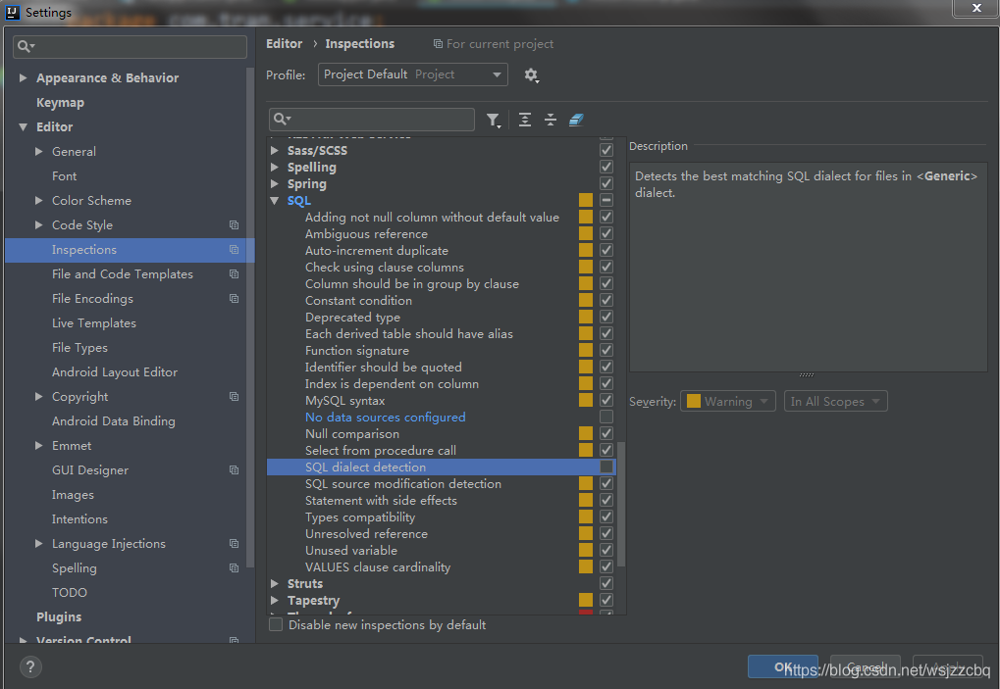 Settings
package com.tran.service;
Editor › Inspections
For current project
Profile:
Project Default Project
Appearance & Behavior
Keymap
Editor
General
Font
Color Scheme
Code Style
Inspections
File and Code Templates
File Encodings
Live Templates
File Types
Android Layout Editor
Copyright
Android Data Binding
Emmet
GUI Designer
Images
Intentions
Language Injections
Spelling
TODO
Plugins
Version Control
Sass/SCSS
Spelling
Spring
SQL
Adding not null column without default value
Ambiguous reference
Auto-increment duplicate
Check using clause columns
Column should be in group by clause
Constant condition
Deprecated type
Each derived table should have alias
Function signature
Identifier should be quoted
Index is dependent on column
MySQL syntax
No data sources configured
Null comparison
Select from procedure call
SQL dialect detection
SQL source modification detection
Statement with side effects
Types compatibility
Unresolved reference
Unused variable
VALUES clause cardinality
Struts
Tapestry
Disable new inspections by default
Description
Detects the best matching SQL dialect for files in <Generic>
dialect.
Severity:
Warning
In All Scopes
?
OK
Cancel
Apply
https://blog.csdn.net/wsjzzcbq